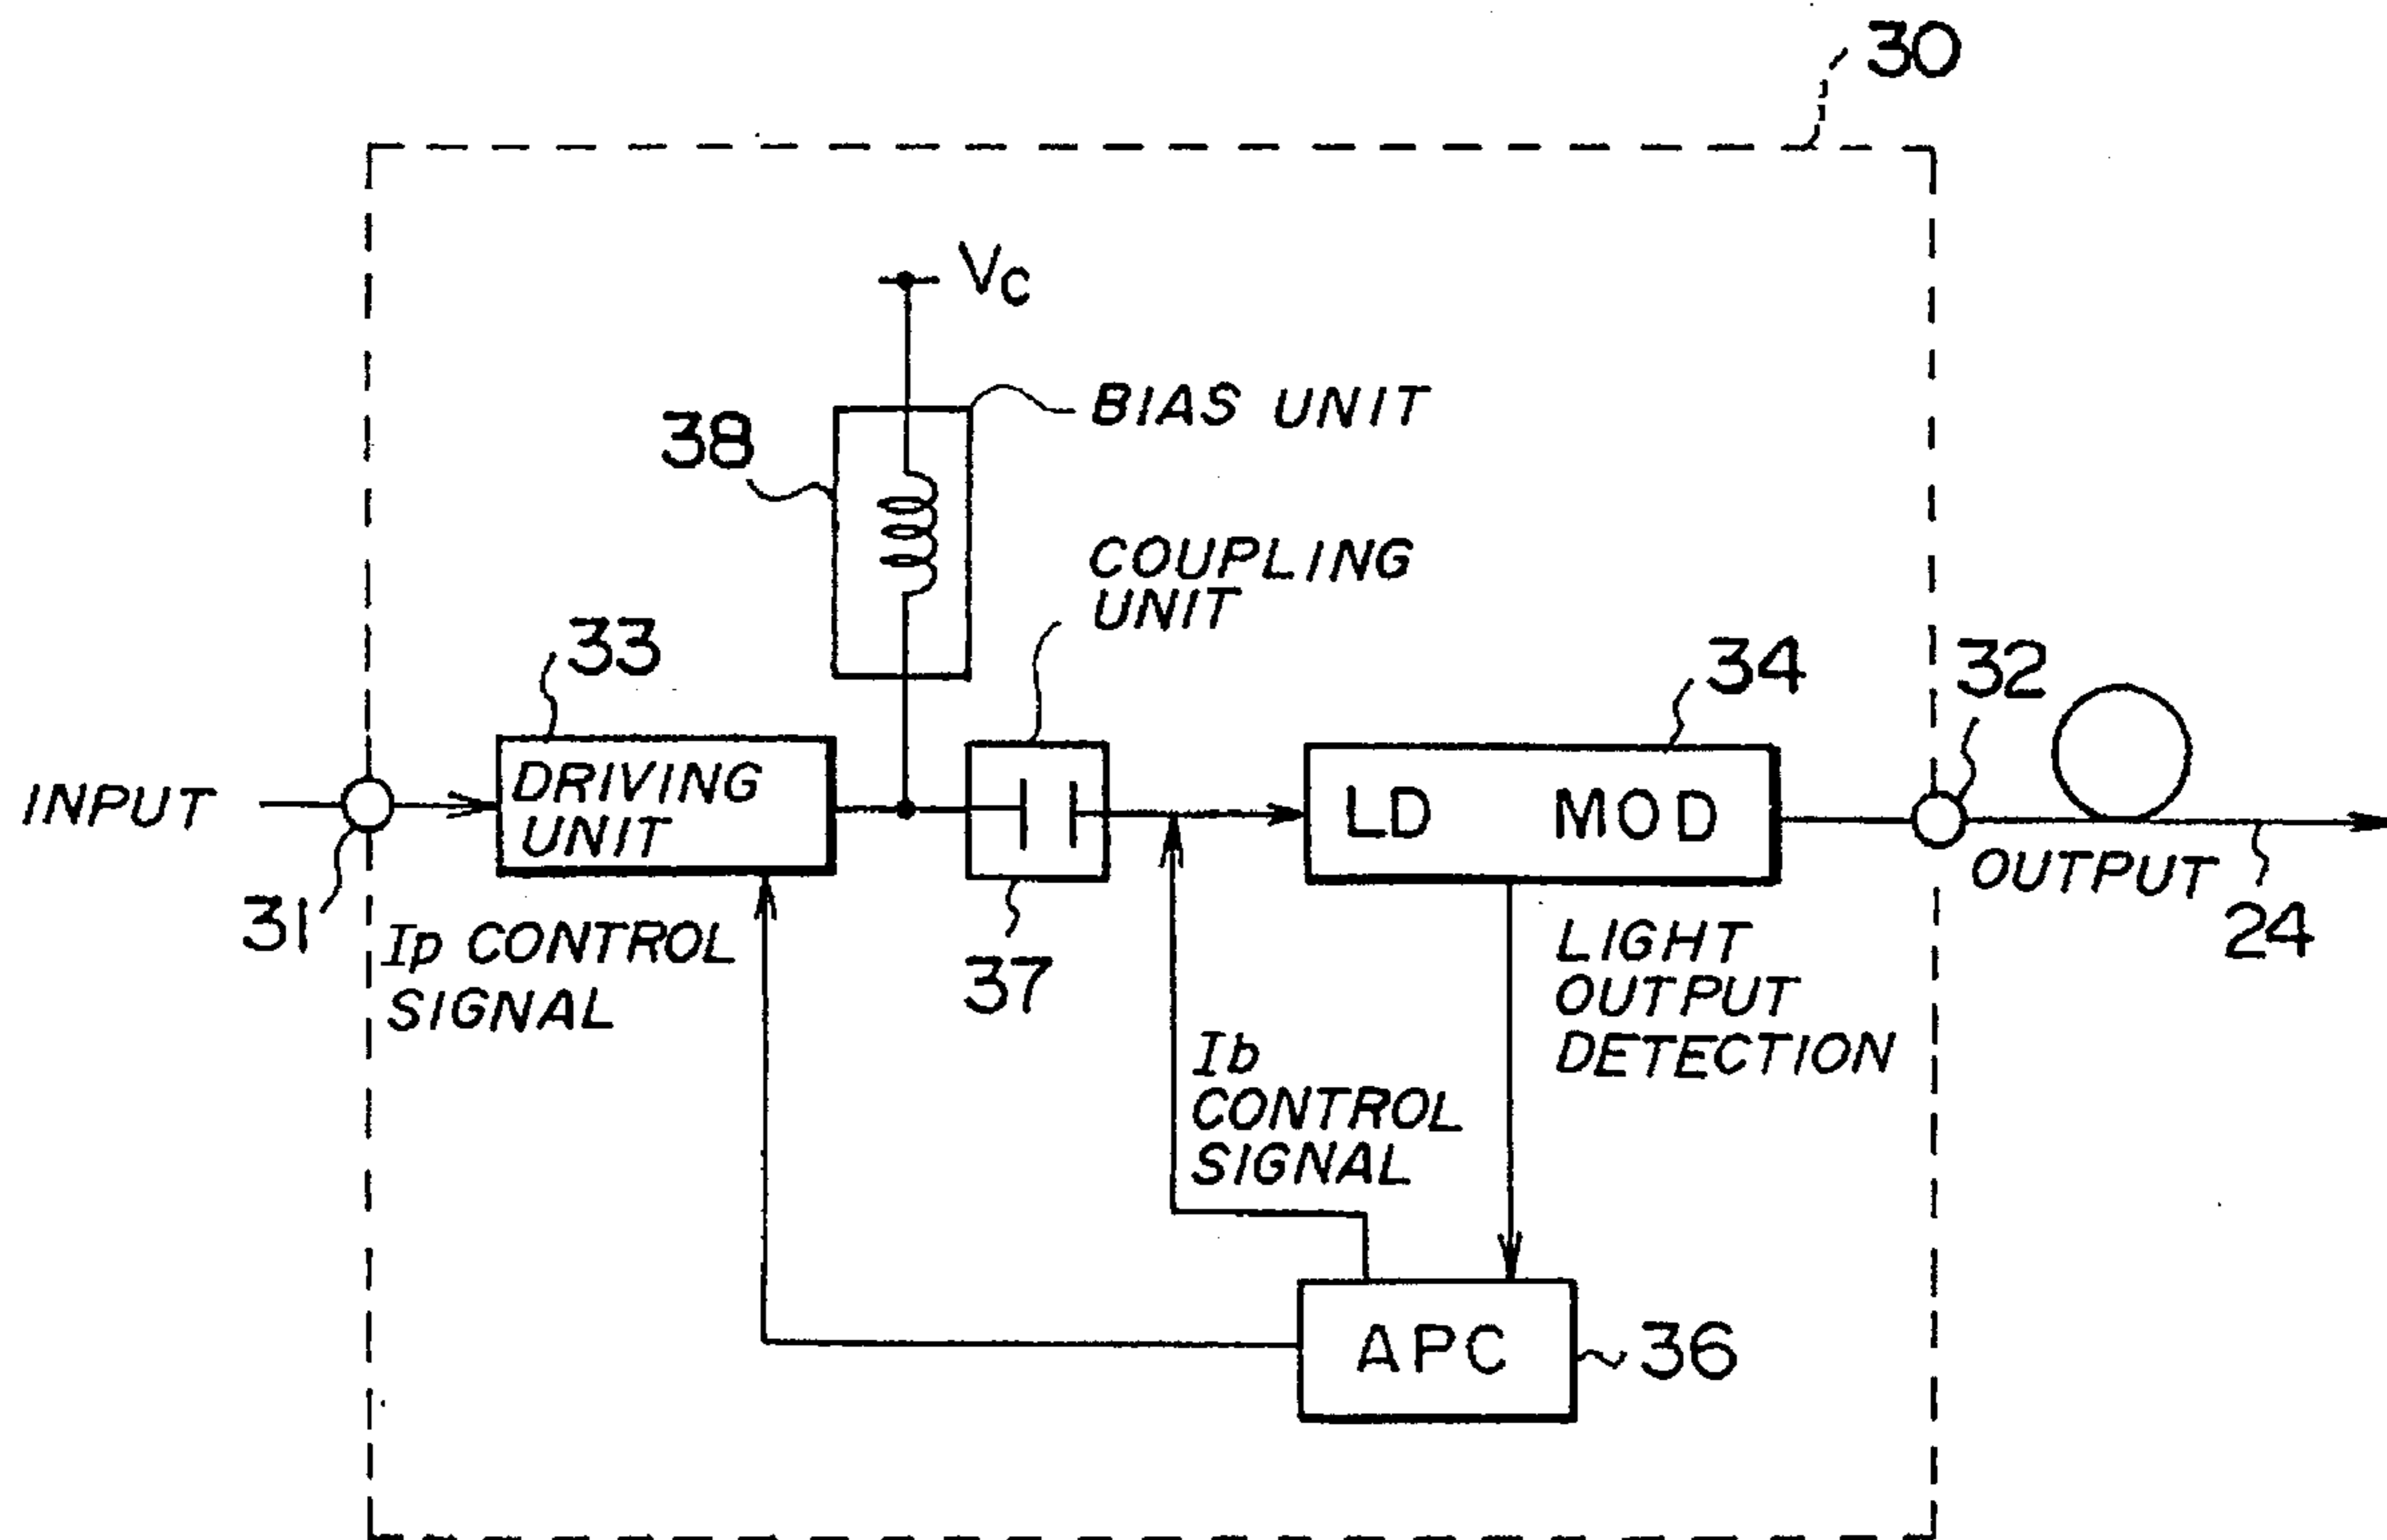 30
Vc
BIAS UNIT
38
COUPLING
UNIT
33
34
32
INPUT
DRIVING
UNIT
LD MOD
OUTPUT
31
24
Ip CONTROL
SIGNAL
37
LIGHT
OUTPUT
DETECTION
Ib
CONTROL
SIGNAL
APC
36